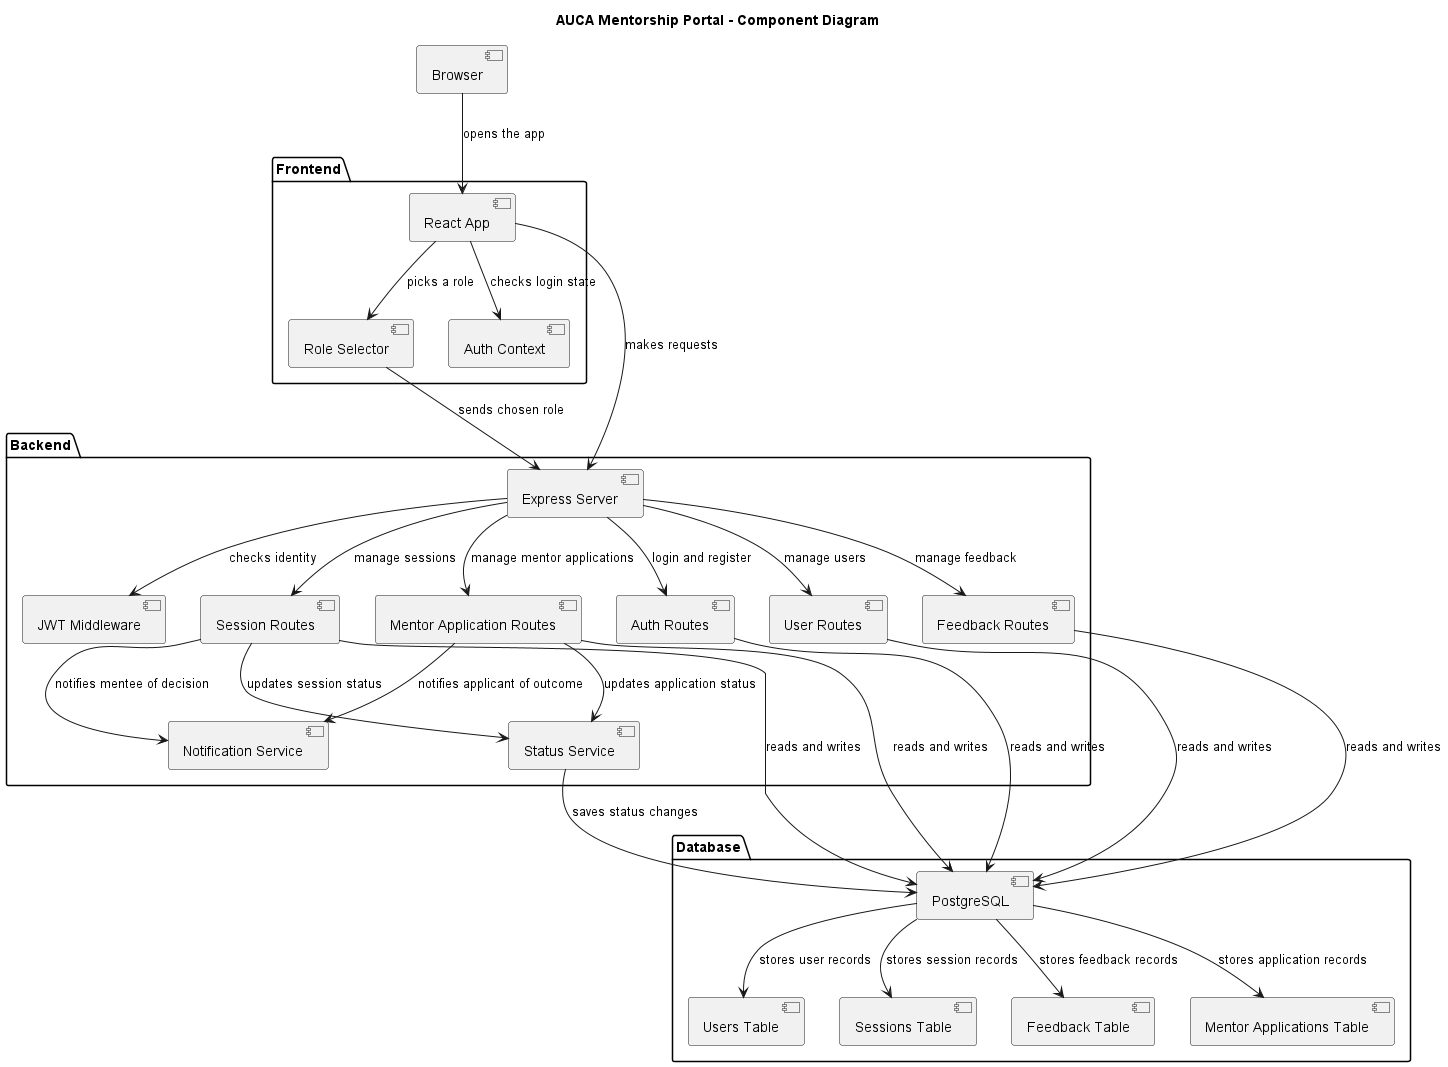 AUCA Mentorship Portal - Component Diagram
Browser
opens the app
Frontend
React App
picks a role
checks login state
Role Selector
Auth Context
makes requests
sends chosen role
Backend
Express Server
checks identity
manage sessions
manage mentor applications
login and register
manage users
manage feedback
JWT Middleware
Session Routes
Mentor Application Routes
Auth Routes
User Routes
Feedback Routes
notifies mentee of decision
updates session status
notifies applicant of outcome
updates application status
Notification Service
Status Service
reads and writes
reads and writes
reads and writes
reads and writes
reads and writes
saves status changes
Database
PostgreSQL
stores user records
stores session records
stores feedback records
stores application records
Users Table
Sessions Table
Feedback Table
Mentor Applications Table